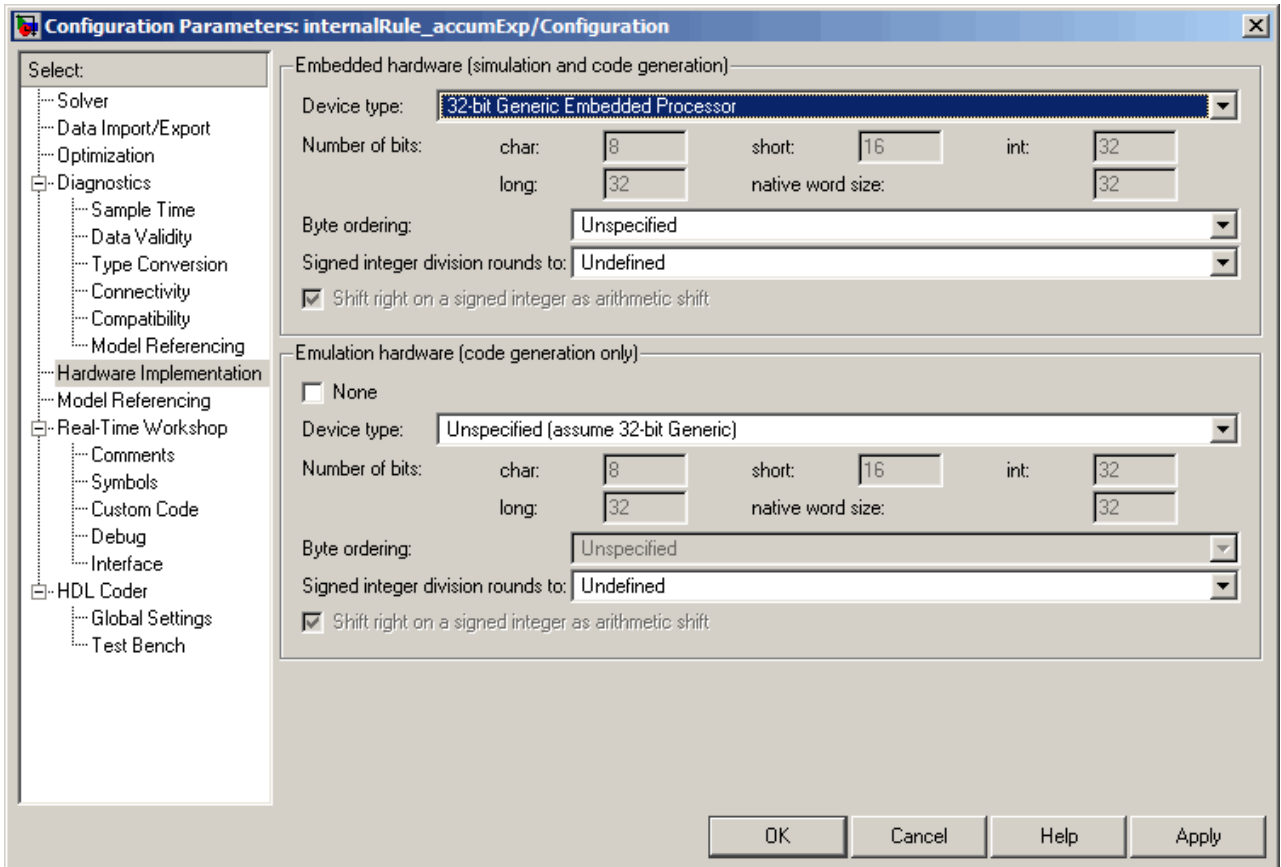 Configuration Parameters: internalRule_accumExp/Configuration
Select:
Solver
Data Import/Export
Optimization
Diagnostics
Sample Time
Data Validity
Type Conversion
Connectivity
Compatibility
Model Referencing
Hardware Implementation
Model Referencing
Real-Time Workshop
Comments
Symbols
Custom Code
Debug
Interface
HDL Coder
Global Settings
Test Bench
Embedded hardware (simulation and code generation)
Device type: 32-bit Generic Embedded Processor
Number of bits: char: 8 short: 16 int: 32
long: 32 native word size: 32
Byte ordering: Unspecified
Signed integer division rounds to: Undefined
Shift right on a signed integer as arithmetic shift
Emulation hardware (code generation only)
None
Device type: Unspecified (assume 32-bit Generic)
Number of bits: char: 8 short: 16 int: 32
long: 32 native word size: 32
Byte ordering: Unspecified
Signed integer division rounds to: Undefined
Shift right on a signed integer as arithmetic shift
OK Cancel Help Apply